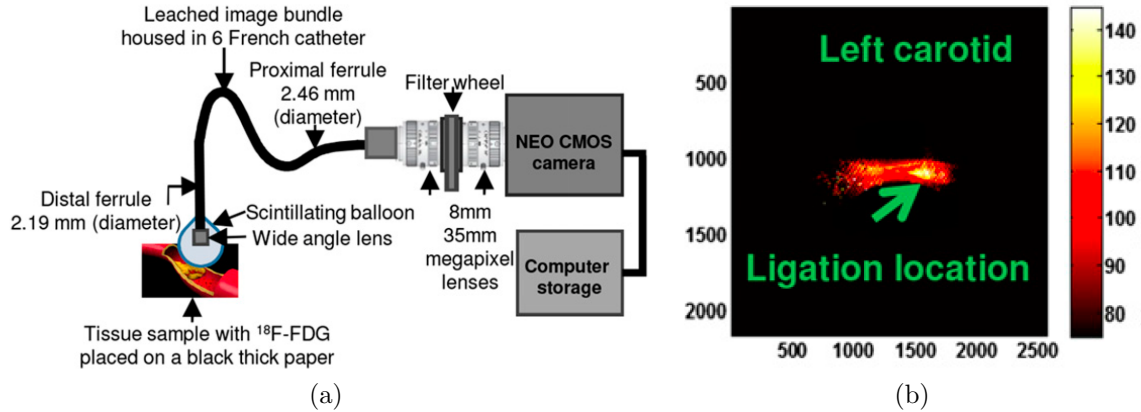 Leached image bundle
housed in 6 French catheter
Proximal ferrule
2.46 mm
(diameter)
Filter wheel
NEO CMOS
camera
Distal ferrule
2.19 mm (diameter)
Scintillating balloon
Wide angle lens
8mm
35mm
megapixel
lenses
Computer
storage
Tissue sample with ¹⁸F-FDG
placed on a black thick paper
(a)
Left carotid
Ligation location
500
1000
1500
2000
500 1000 1500 2000 2500
140
130
120
110
100
90
80
(b)